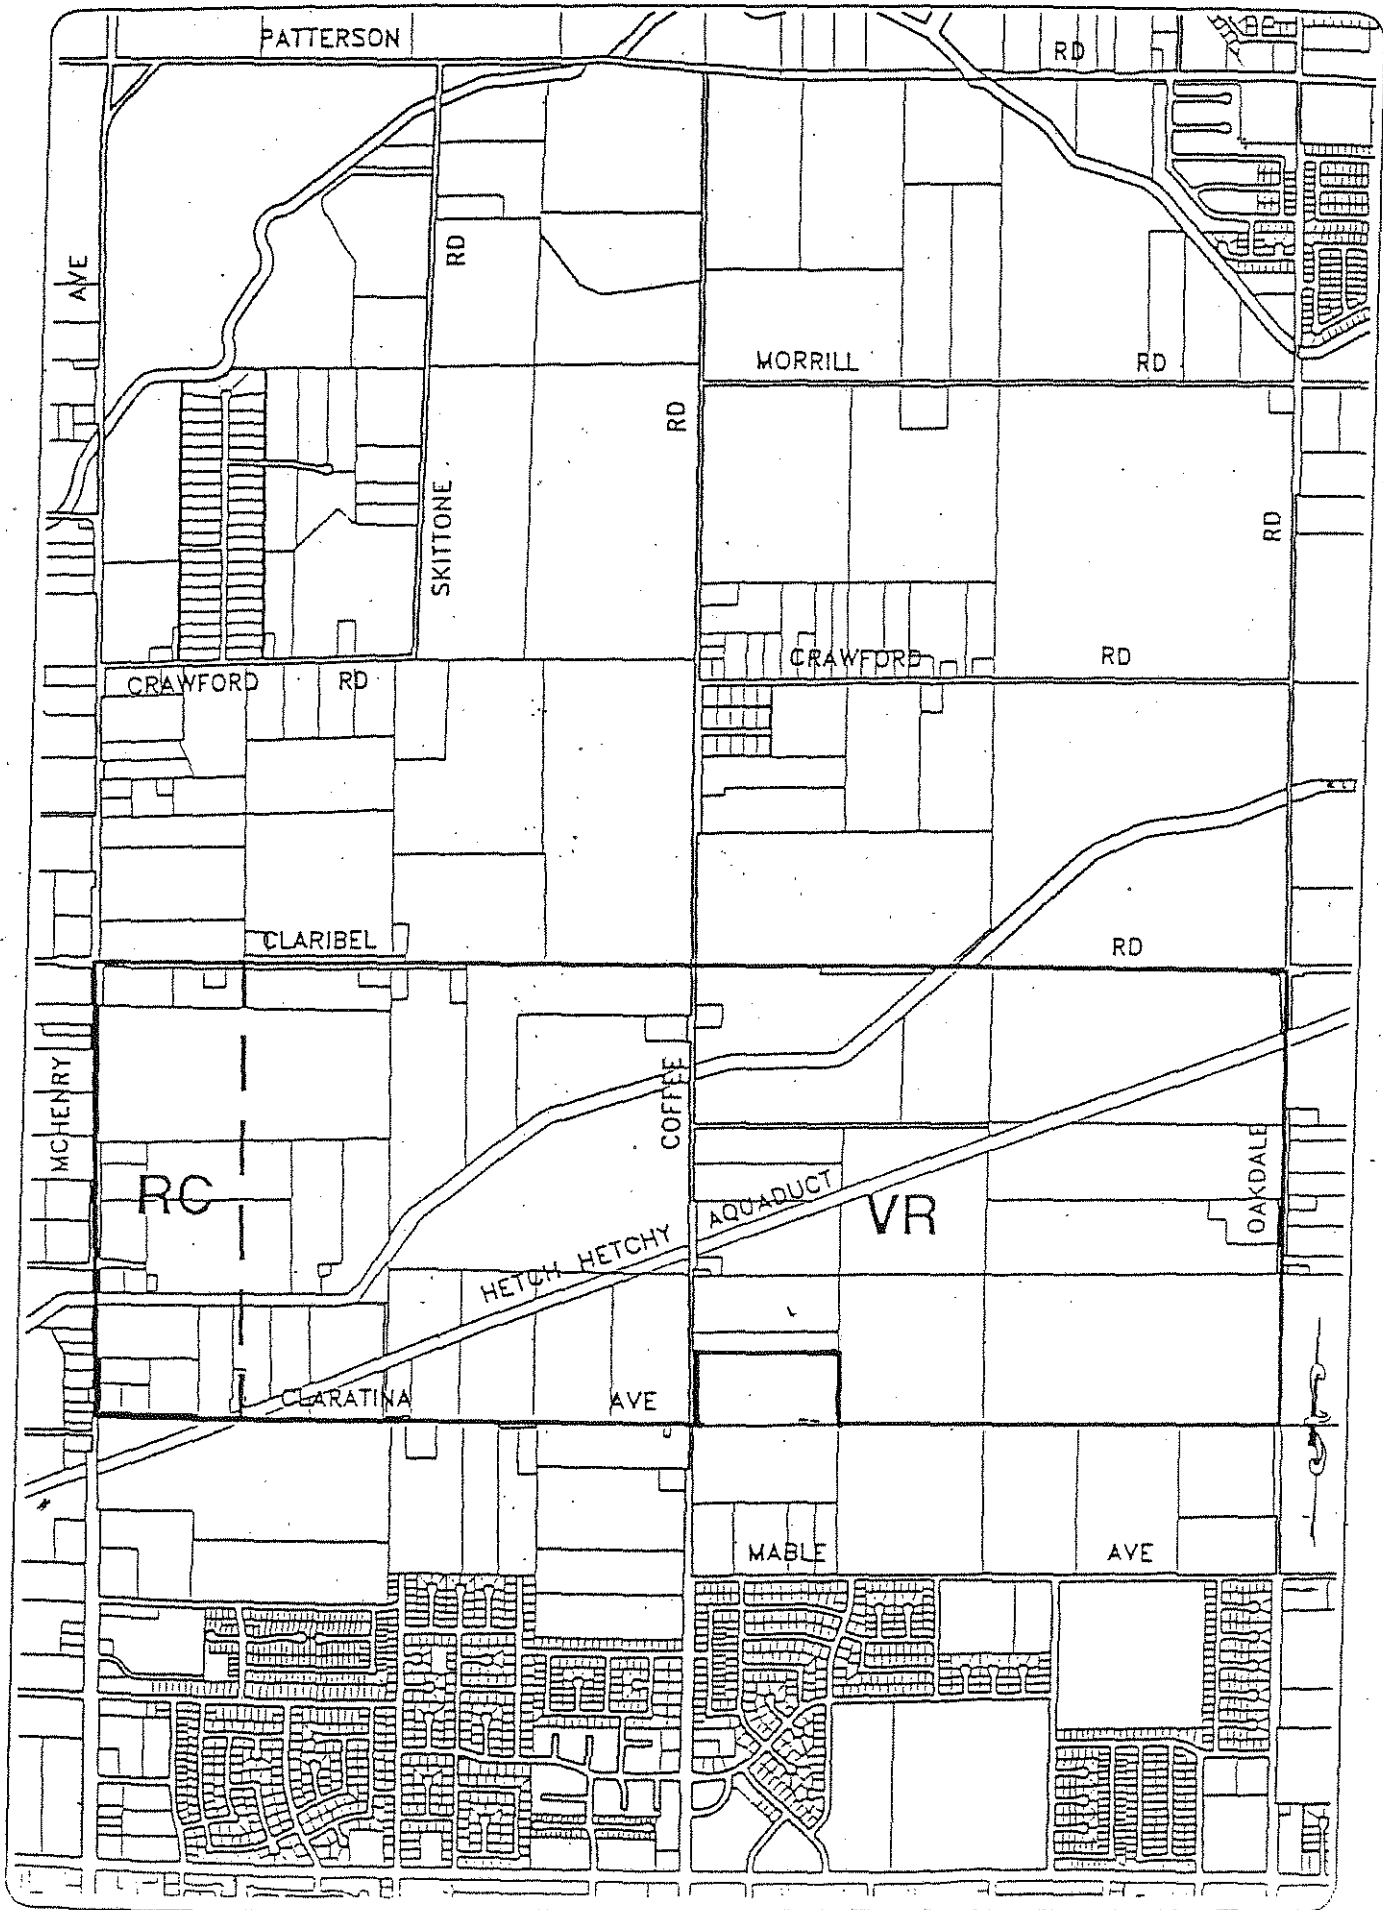 PATTERSON RD
AVE
RD
MORRILL RD
RD
SKITTONE
RD
CRAWFORD RD
CRAWFORD RD
CLARIBEL RD
MCHENRY
COFFEE
OAKDALE
RC
VR
HETCH HETCHY AQUADUCT
CLARATINA AVE
MABLE AVE